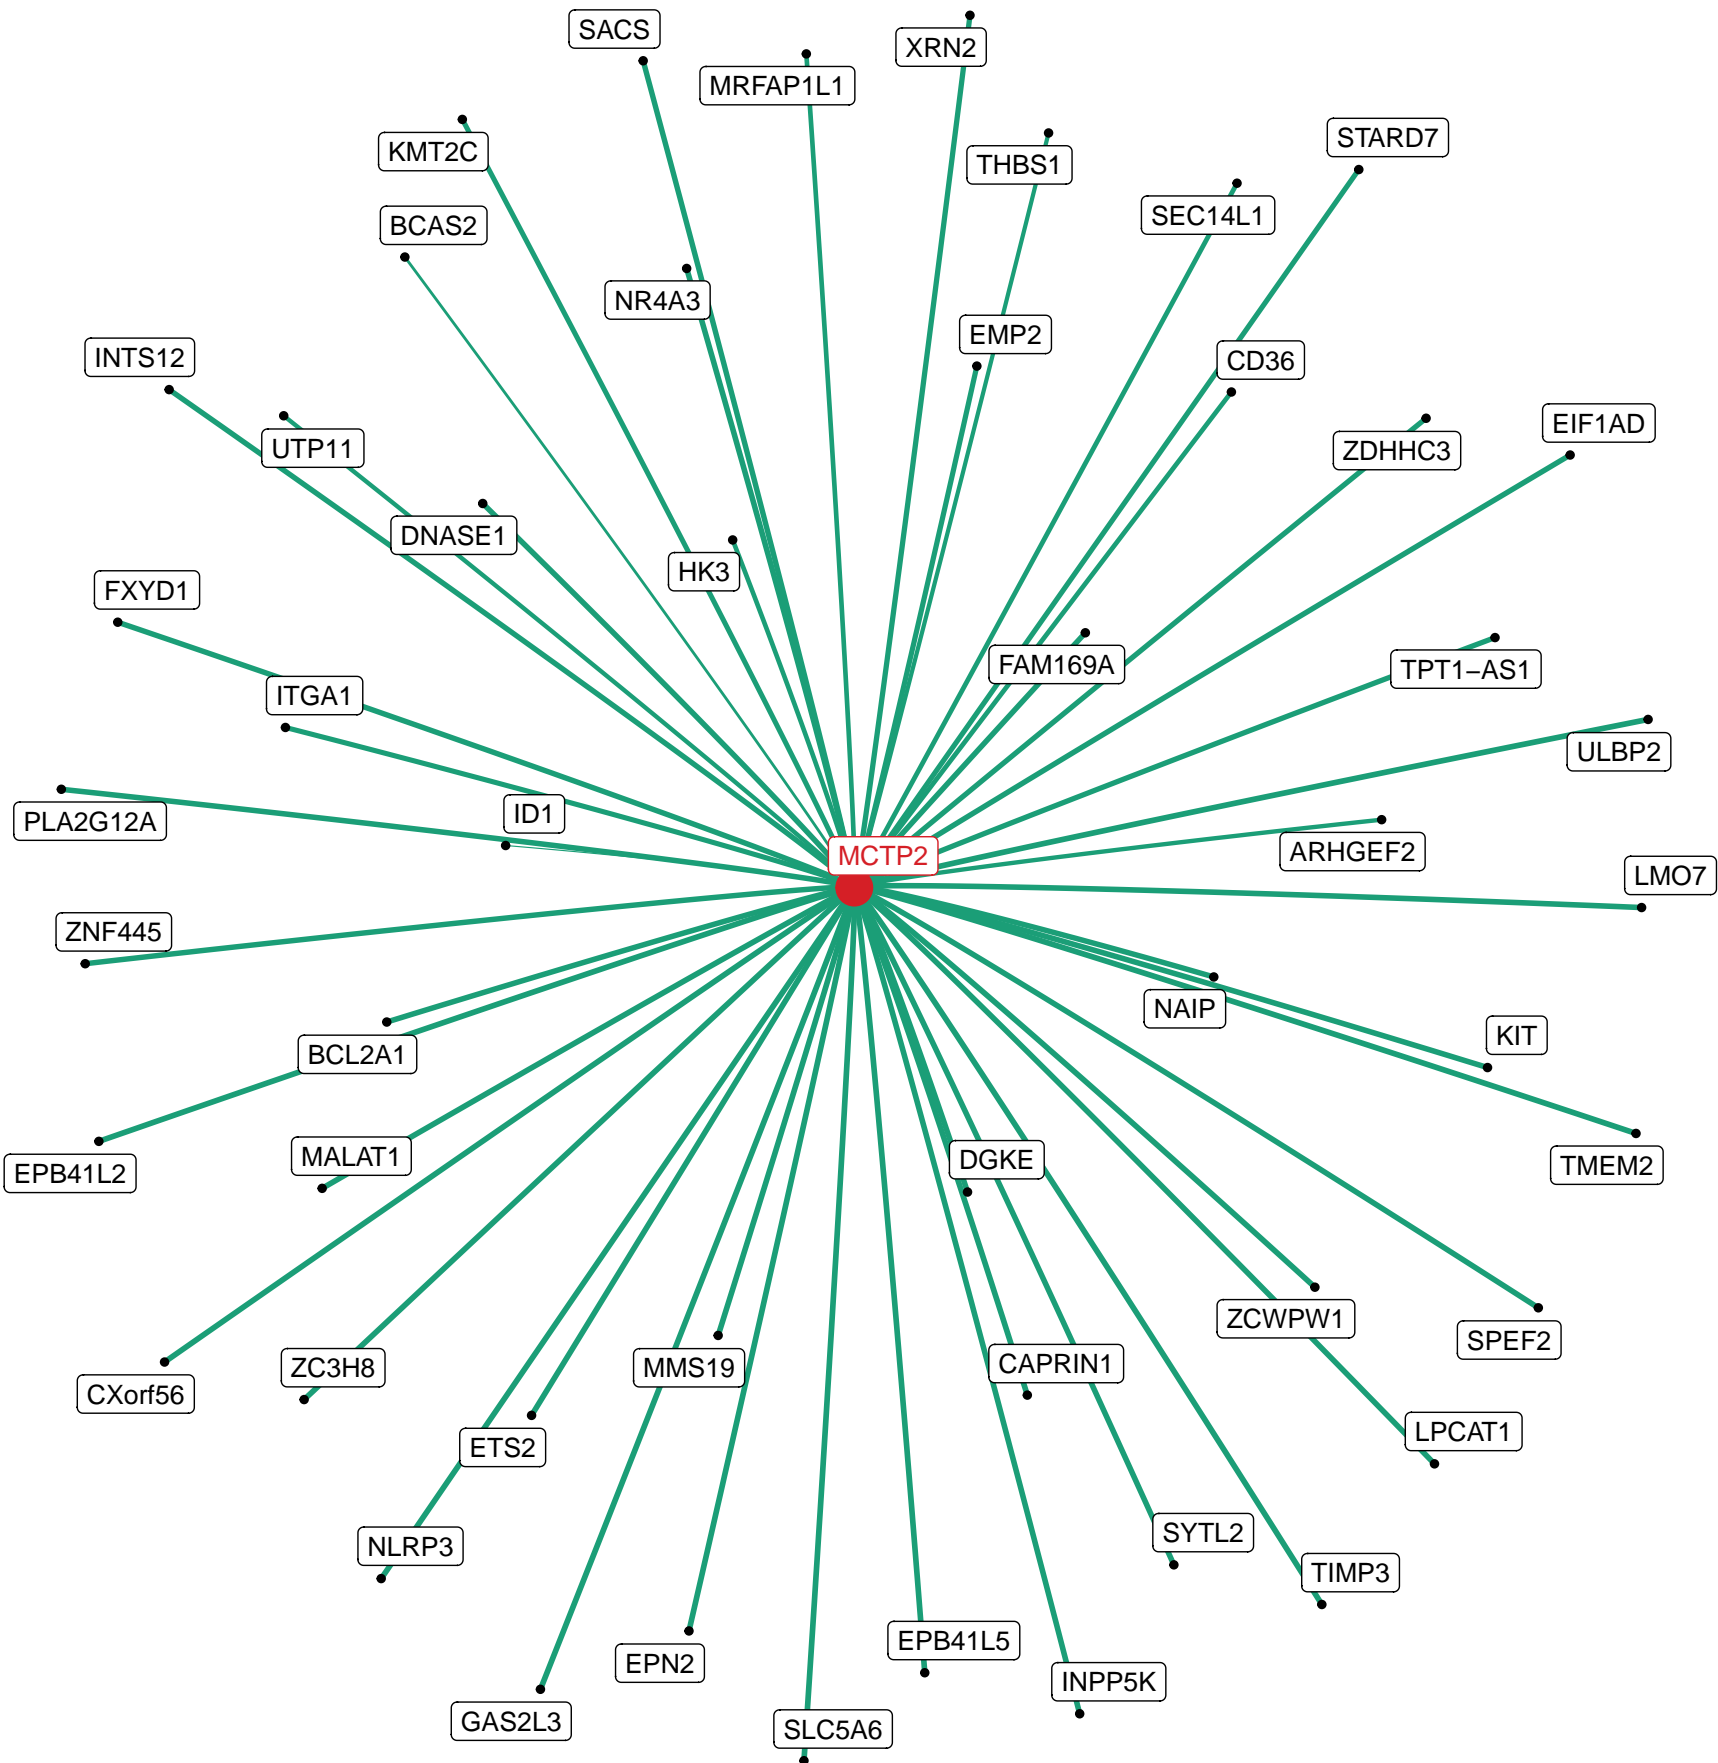 SACS
XRN2
MRFAP1L1
STARD7
KMT2C
THBS1
SEC14L1
BCAS2
NR4A3
EMP2
INTS12
CD36
EIF1AD
UTP11
ZDHHC3
DNASE1
HK3
FXYD1
FAM169A
TPT1−AS1
ITGA1
ULBP2
ID1
PLA2G12A
MCTP2
ARHGEF2
LMO7
ZNF445
NAIP
KIT
BCL2A1
MALAT1
DGKE
TMEM2
EPB41L2
ZCWPW1
SPEF2
CAPRIN1
MMS19
ZC3H8
CXorf56
LPCAT1
ETS2
SYTL2
NLRP3
TIMP3
EPB41L5
EPN2
INPP5K
GAS2L3
SLC5A6